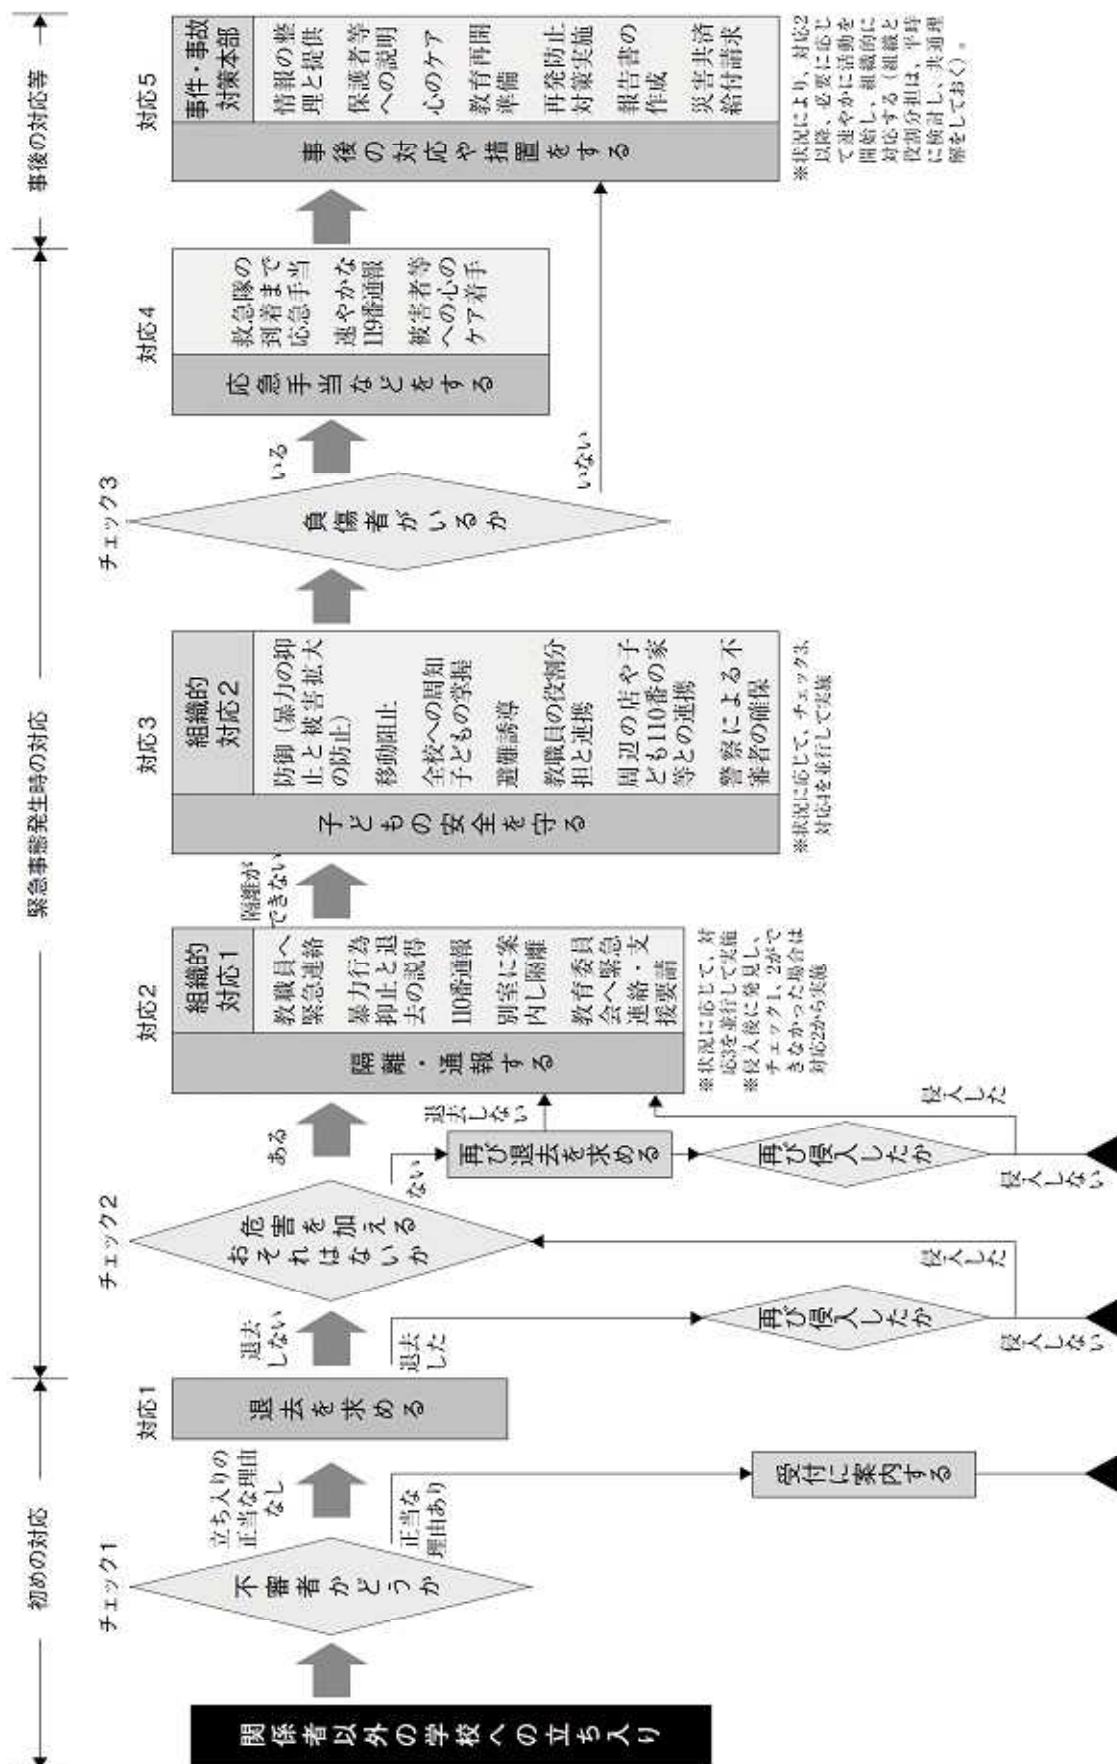 初めの対応
緊急事態発生時の対応
事後の対応等
関係者以外の学校への立ち入り
チェック1
不審者かどうか
立ち入りの
正当な理由
なし
正当な
理由あり
受付に案内する
対応1
退去を求める
退去
しない
退去
した
再び侵入したか
侵入した
侵入しない
チェック2
危害を加える
おそれはないか
ある
ない
再び退去を求める
退去しない
再び侵入したか
侵入した
侵入しない
対応2
隔離・通報する
組織的
対応1
教職員へ
緊急連絡
暴力行為
抑止と退
去の説得
110番通報
別室に案
内し隔離
教育委員
会へ緊急
連絡・支
援要請
※状況に応じて、対
応3を並行して実施
※侵入後に発見し、
チェック1、2がで
きなかった場合は
対応2から実施
隔離が
できない
対応3
子どもの安全を守る
組織的
対応2
防御（暴力の抑
止と被害拡大
の防止）
移動阻止
全校への周知
子どもの掌握
避難誘導
教職員の役割分
担と連携
周辺の店や子
ども110番の家
等との連携
警察による不
審者の確保
※状況に応じて、チェック3、
対応4を並行して実施
チェック3
負傷者がいるか
いる
いない
対応4
応急手当などをする
救急隊の
到着まで
応急手当
速やかな
119番通報
被害者等
への心の
ケア着手
対応5
事後の対応や措置をする
事件・事故
対策本部
情報の整
理と提供
保護者等
への説明
心のケア
教育再開
準備
再発防止
対策実施
報告書の
作成
災害共済
給付請求
※状況により、対応2
以降、必要に応じ
て速やかに活動を
開始し、組織的に
対応する（組織と
役割分担は、平時
に検討し、共通理
解をしておく）。